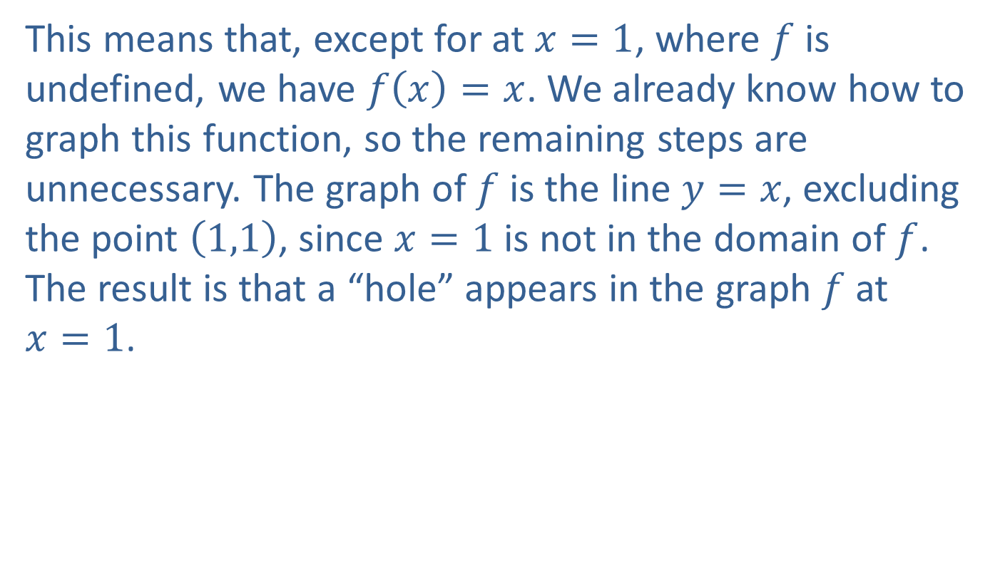 This means that, except for at 𝑥 = 1, where 𝑓 is
undefined, we have 𝑓(𝑥) = 𝑥. We already know how to
graph this function, so the remaining steps are
unnecessary. The graph of 𝑓 is the line 𝑦 = 𝑥, excluding
the point (1,1), since 𝑥 = 1 is not in the domain of 𝑓.
The result is that a “hole” appears in the graph 𝑓 at
𝑥 = 1.